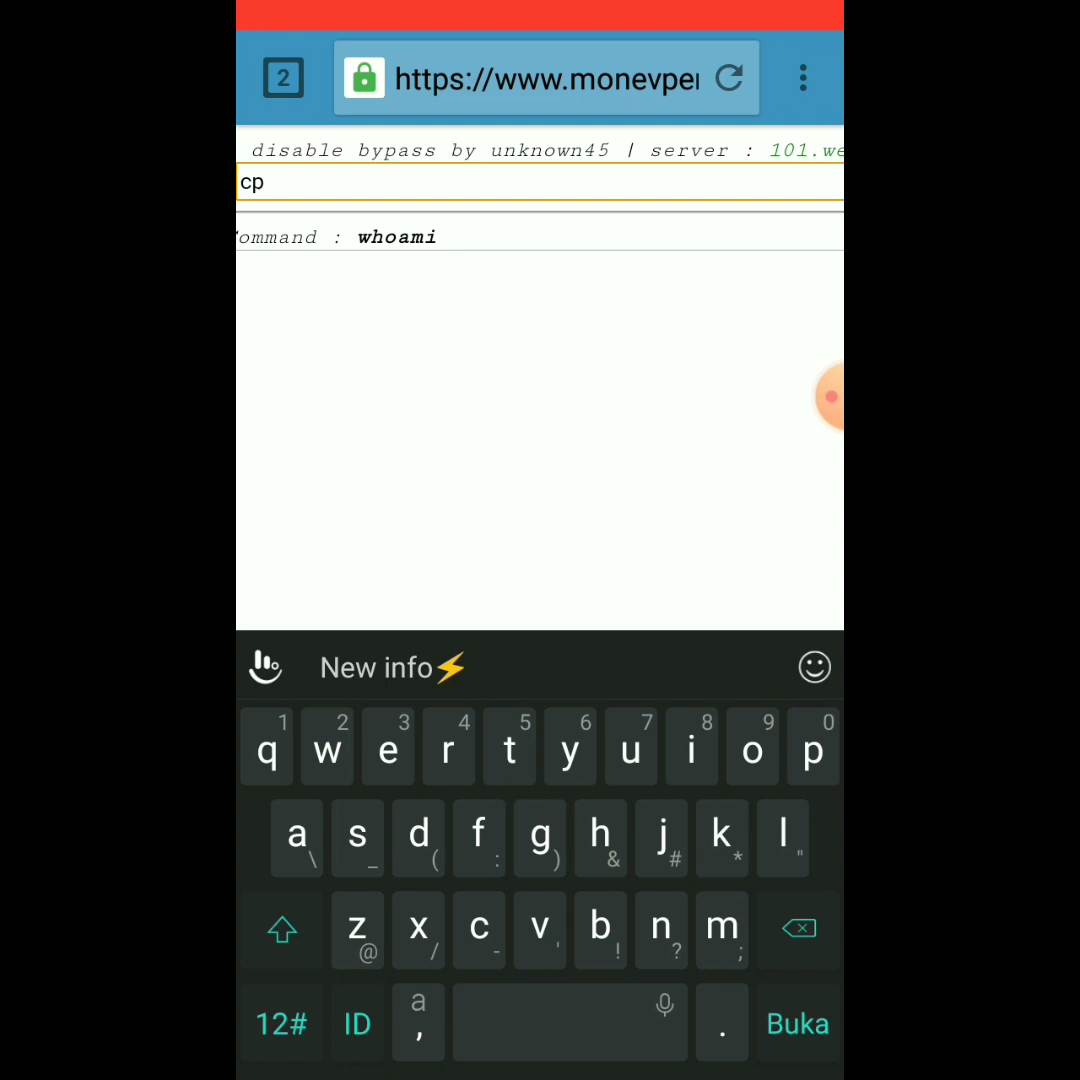 2
https://www.monevper
disable bypass by unknown45 | server : 101.we
cp
ommand : whoami
New info⚡
1 2 3 4 5 6 7 8 9 0
q w e r t y u i o p
a s d f g h j k l
\ _ ( : ) & # * "
z x c v b n m
@ / - ' ! ? ;
12# ID a , . Buka